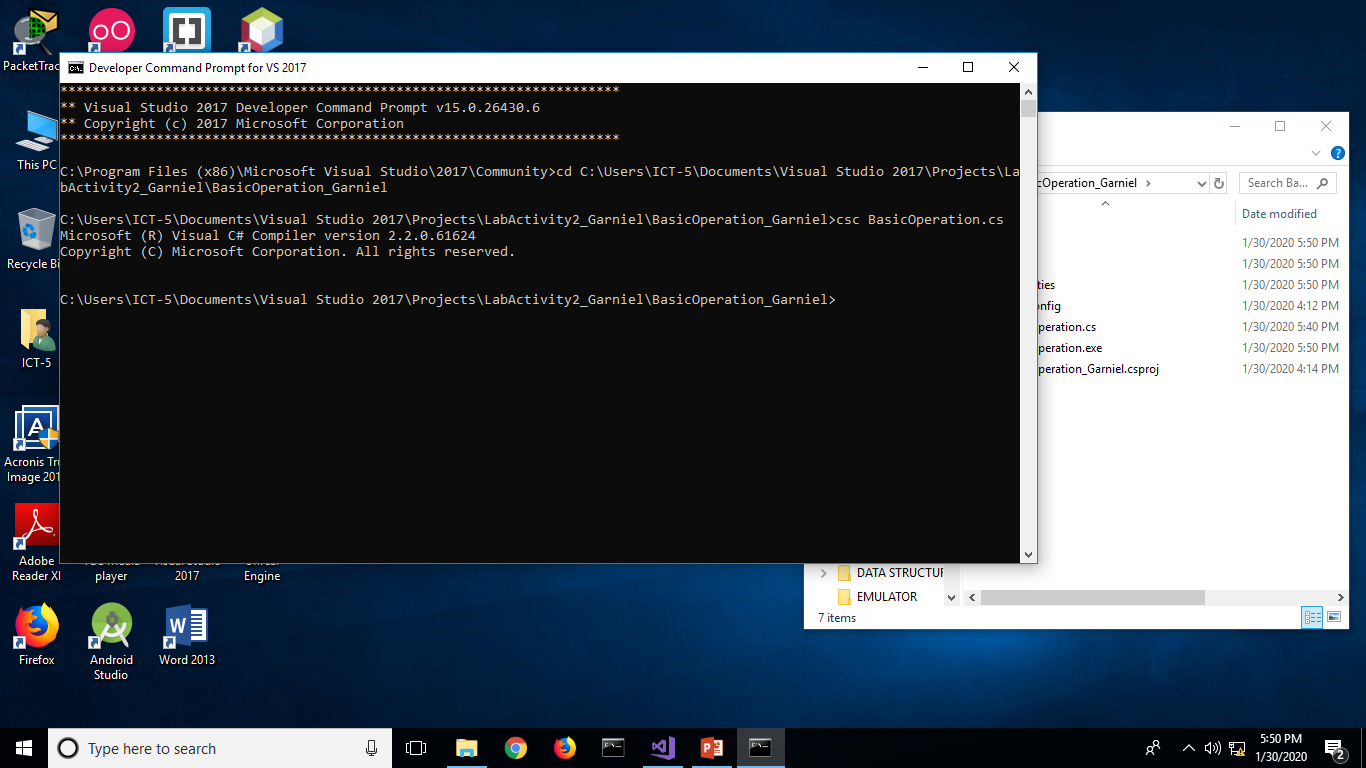 PacketTrac
Developer Command Prompt for VS 2017
**********************************************************************
** Visual Studio 2017 Developer Command Prompt v15.0.26430.6
** Copyright (c) 2017 Microsoft Corporation
**********************************************************************
C:\Program Files (x86)\Microsoft Visual Studio\2017\Community>cd C:\Users\ICT-5\Documents\Visual Studio 2017\Projects\La
bActivity2_Garniel\BasicOperation_Garniel
C:\Users\ICT-5\Documents\Visual Studio 2017\Projects\LabActivity2_Garniel\BasicOperation_Garniel>csc BasicOperation.cs
Microsoft (R) Visual C# Compiler version 2.2.0.61624
Copyright (C) Microsoft Corporation. All rights reserved.
C:\Users\ICT-5\Documents\Visual Studio 2017\Projects\LabActivity2_Garniel\BasicOperation_Garniel>
This PC
Recycle Bi
ICT-5
Acronis Tru
Image 201
Adobe
Reader XI
player
2017
Engine
Firefox
Android
Studio
Word 2013
cOperation_Garniel
Search Ba...
Date modified
1/30/2020 5:50 PM
1/30/2020 5:50 PM
ties 1/30/2020 5:50 PM
onfig 1/30/2020 4:12 PM
peration.cs 1/30/2020 5:40 PM
peration.exe 1/30/2020 5:50 PM
peration_Garniel.csproj 1/30/2020 4:14 PM
DATA STRUCTUR
EMULATOR
7 items
Type here to search
5:50 PM
1/30/2020
2